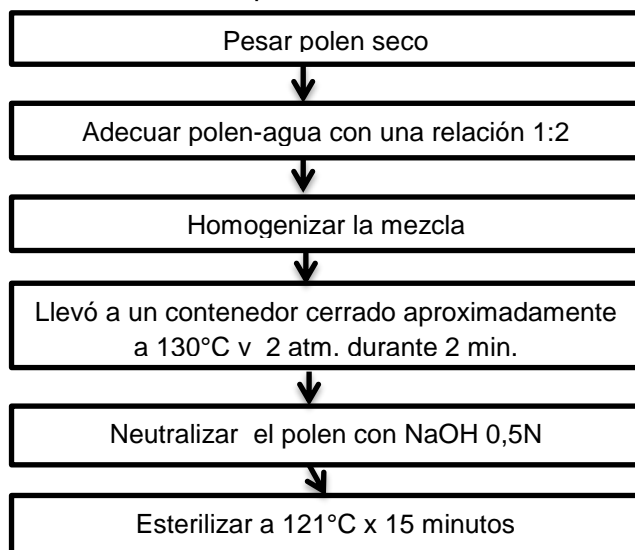 Pesar polen seco
Adecuar polen-agua con una relación 1:2
Homogenizar la mezcla
Llevó a un contenedor cerrado aproximadamente
a 130°C y 2 atm. durante 2 min.
Neutralizar el polen con NaOH 0,5N
Esterilizar a 121°C x 15 minutos